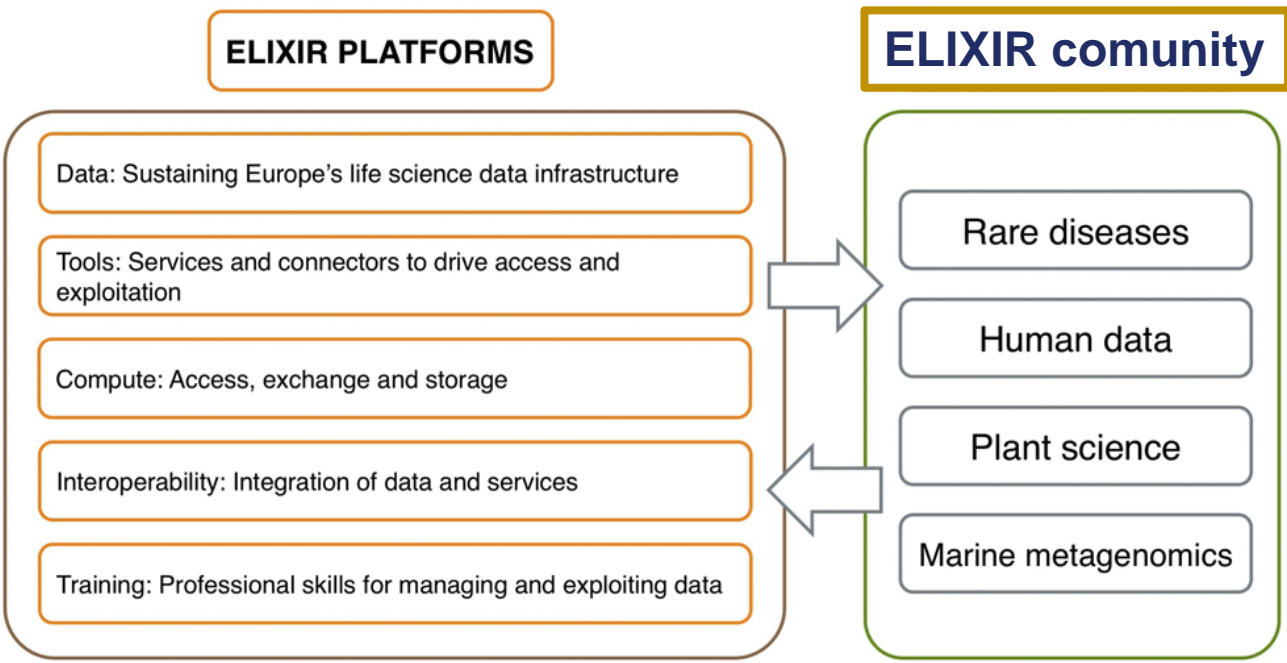 ELIXIR PLATFORMS
Data: Sustaining Europe's life science data infrastructure
Tools: Services and connectors to drive access and
exploitation
Compute: Access, exchange and storage
Interoperability: Integration of data and services
Training: Professional skills for managing and exploiting data
ELIXIR comunity
Rare diseases
Human data
Plant science
Marine metagenomics